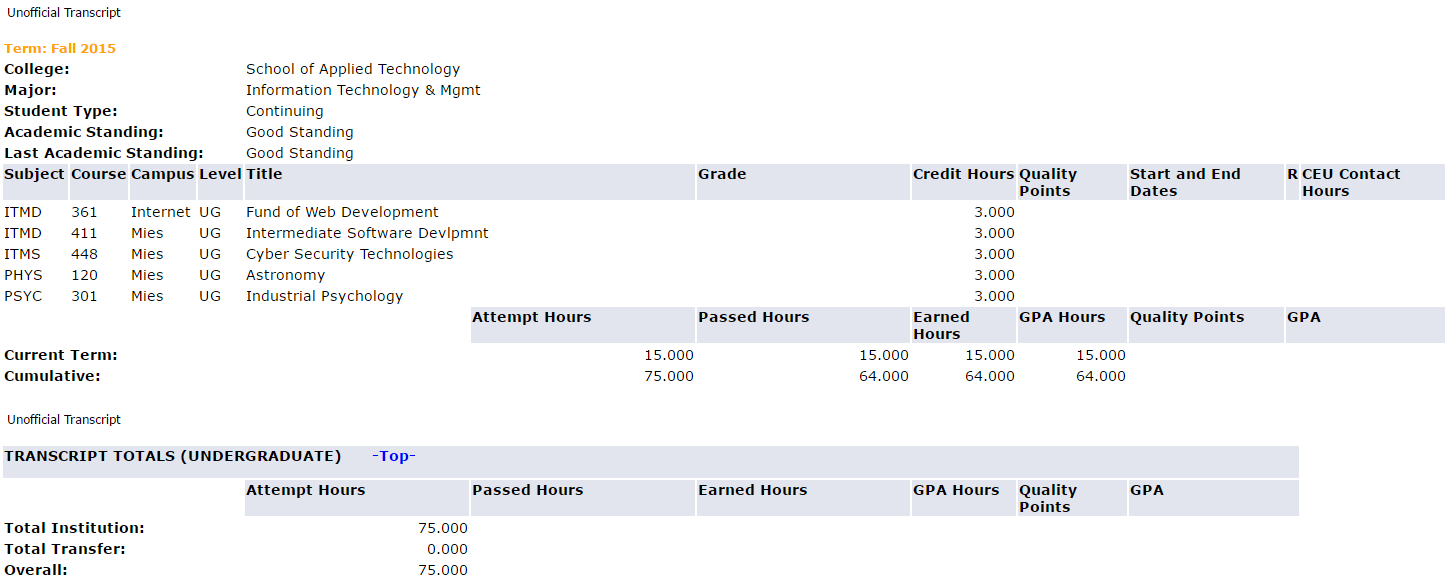 Unofficial Transcript
Term: Fall 2015
College: School of Applied Technology
Major: Information Technology & Mgmt
Student Type: Continuing
Academic Standing: Good Standing
Last Academic Standing: Good Standing
Subject Course Campus Level Title Grade Credit Hours Quality Points Start and End Dates R CEU Contact Hours
ITMD 361 Internet UG Fund of Web Development 3.000
ITMD 411 Mies UG Intermediate Software Devlpmnt 3.000
ITMS 448 Mies UG Cyber Security Technologies 3.000
PHYS 120 Mies UG Astronomy 3.000
PSYC 301 Mies UG Industrial Psychology 3.000
Attempt Hours Passed Hours Earned Hours GPA Hours Quality Points GPA
Current Term: 15.000 15.000 15.000 15.000
Cumulative: 75.000 64.000 64.000 64.000
Unofficial Transcript
TRANSCRIPT TOTALS (UNDERGRADUATE) -Top-
Attempt Hours Passed Hours Earned Hours GPA Hours Quality Points GPA
Total Institution: 75.000
Total Transfer: 0.000
Overall: 75.000